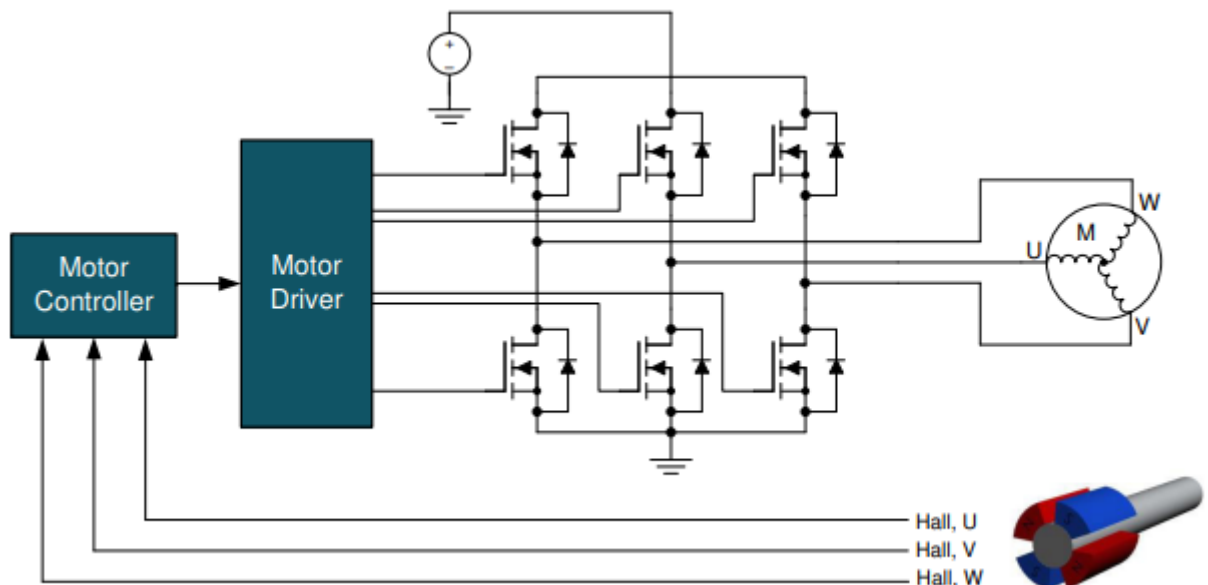 +
−
Motor
Controller
Motor
Driver
W
M
U
V
Hall, U
Hall, V
Hall, W
N
S
S
N